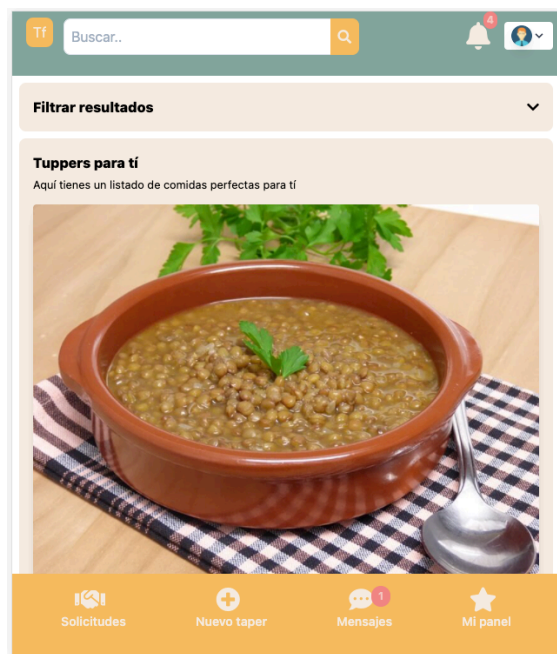 Tf
Buscar..
4
Filtrar resultados
Tuppers para tí
Aquí tienes un listado de comidas perfectas para tí
Solicitudes
Nuevo taper
1
Mensajes
Mi panel